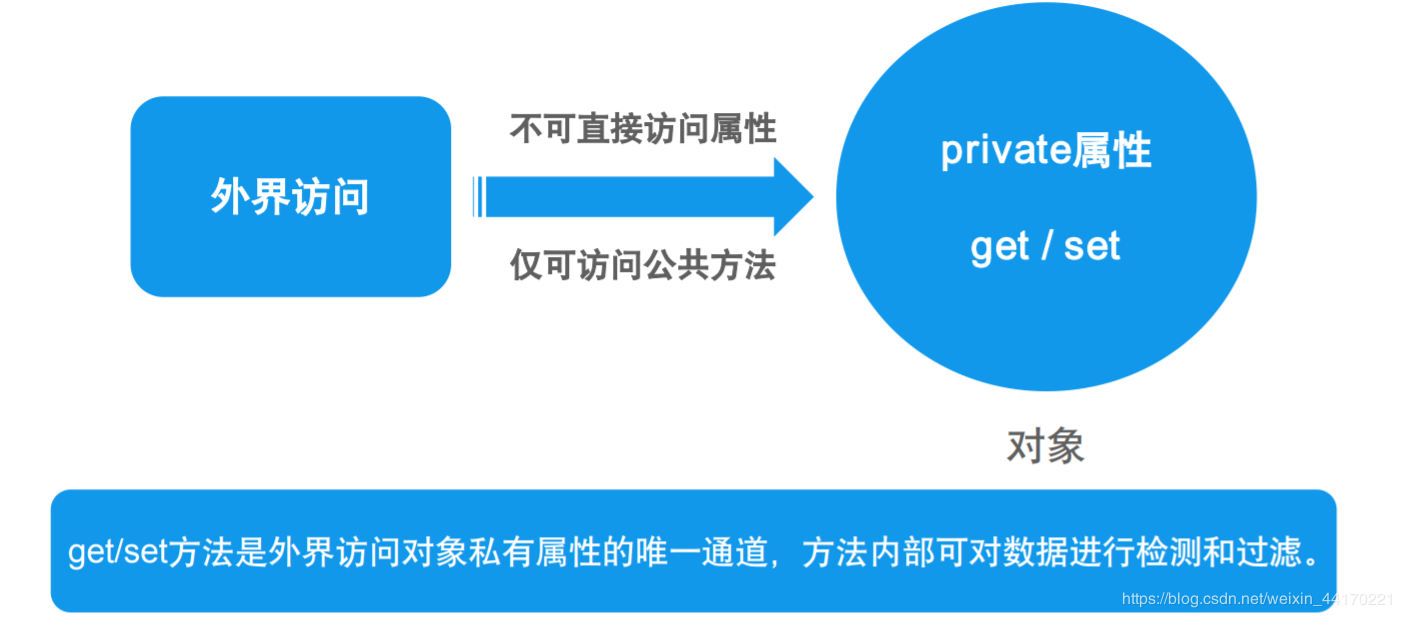 不可直接访问属性
外界访问
仅可访问公共方法
private属性
get / set
对象
get/set方法是外界访问对象私有属性的唯一通道，方法内部可对数据进行检测和过滤。
https://blog.csdn.net/weixin_44170221